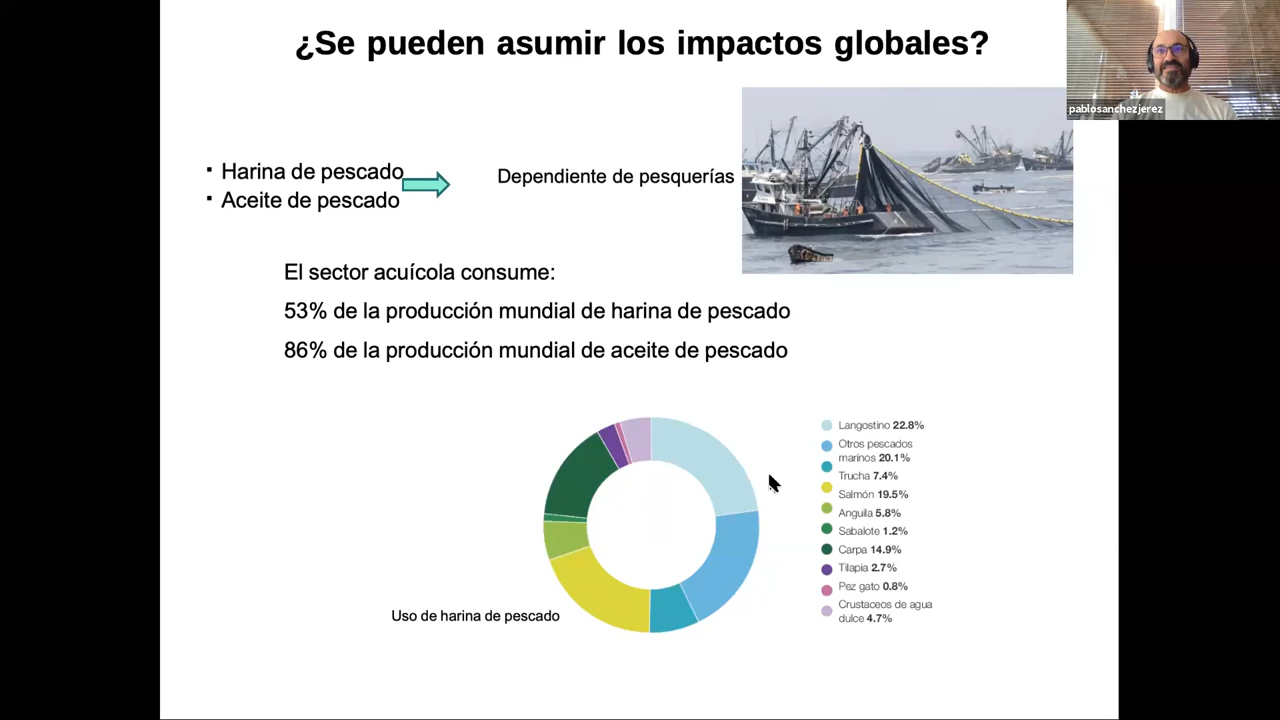 ¿Se pueden asumir los impactos globales?
pablosanchezjerez
▪ Harina de pescado
▪ Aceite de pescado
Dependiente de pesquerías
El sector acuícola consume:
53% de la producción mundial de harina de pescado
86% de la producción mundial de aceite de pescado
Langostino 22.8%
Otros pescados
marinos 20.1%
Trucha 7.4%
Salmón 19.5%
Anguila 5.8%
Sabalote 1.2%
Carpa 14.9%
Tilapia 2.7%
Pez gato 0.8%
Crustaceos de agua
dulce 4.7%
Uso de harina de pescado